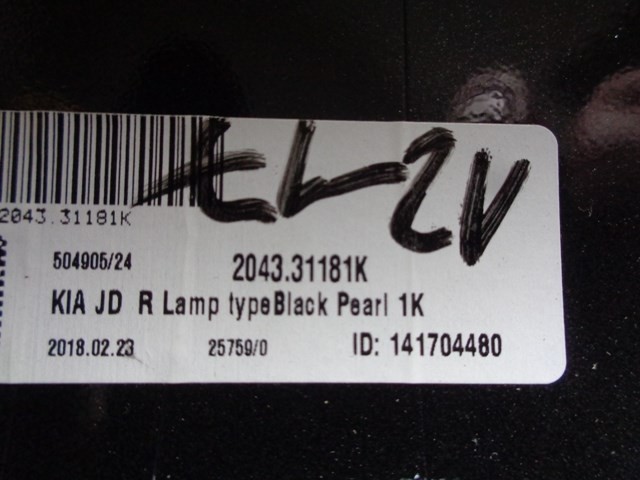 2043.31181K
504905/24
2043.31181K
KIA JD R Lamp typeBlack Pearl 1K
2018.02.23 25759/0 ID: 141704480